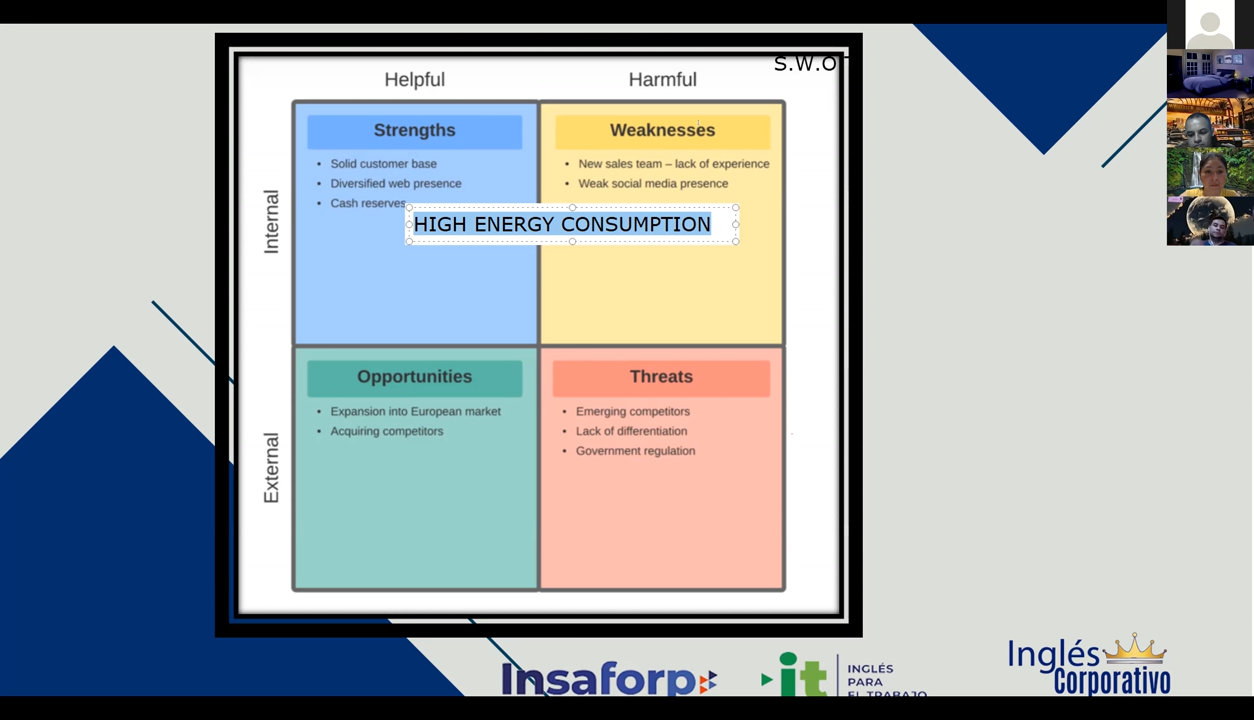 S.W.O
Helpful
Harmful
Internal
Strengths
• Solid customer base
• Diversified web presence
• Cash reserves
Weaknesses
• New sales team – lack of experience
• Weak social media presence
HIGH ENERGY CONSUMPTION
External
Opportunities
• Expansion into European market
• Acquiring competitors
Threats
• Emerging competitors
• Lack of differentiation
• Government regulation
Insaforp
it
INGLÉS
PARA
EL TRABAJO
Inglés
Corporativo